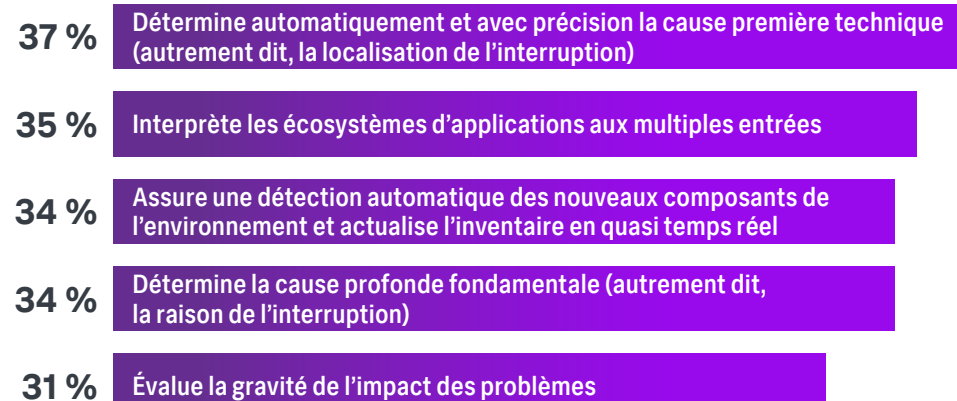 37 %
Détermine automatiquement et avec précision la cause première technique
(autrement dit, la localisation de l’interruption)
35 %
Interprète les écosystèmes d’applications aux multiples entrées
34 %
Assure une détection automatique des nouveaux composants de
l’environnement et actualise l’inventaire en quasi temps réel
34 %
Détermine la cause profonde fondamentale (autrement dit,
la raison de l’interruption)
31 %
Évalue la gravité de l’impact des problèmes